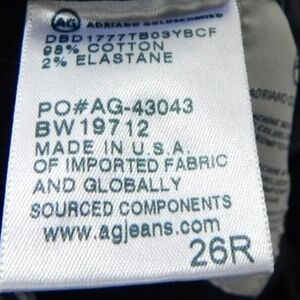 AG
ADRIANO GOLDSCHMIED
DBD1777TB03YBCF
98% COTTON
2% ELASTANE
PO#AG-43043
BW19712
MADE IN U.S.A.
OF IMPORTED FABRIC
AND GLOBALLY
SOURCED COMPONENTS
www.agjeans.com
26R